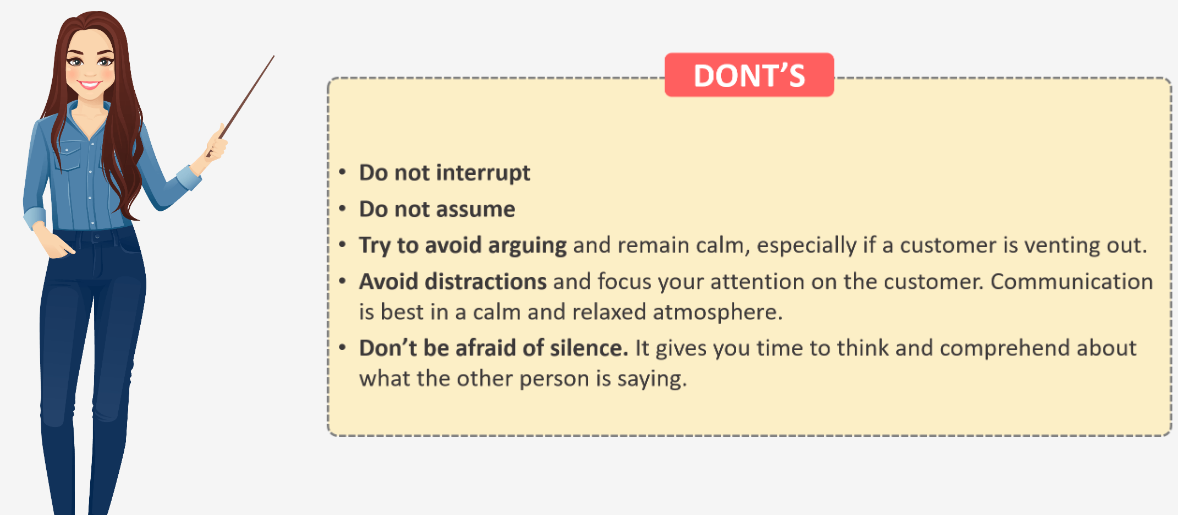 DONT’S
• Do not interrupt
• Do not assume
• Try to avoid arguing and remain calm, especially if a customer is venting out.
• Avoid distractions and focus your attention on the customer. Communication
is best in a calm and relaxed atmosphere.
• Don’t be afraid of silence. It gives you time to think and comprehend about
what the other person is saying.